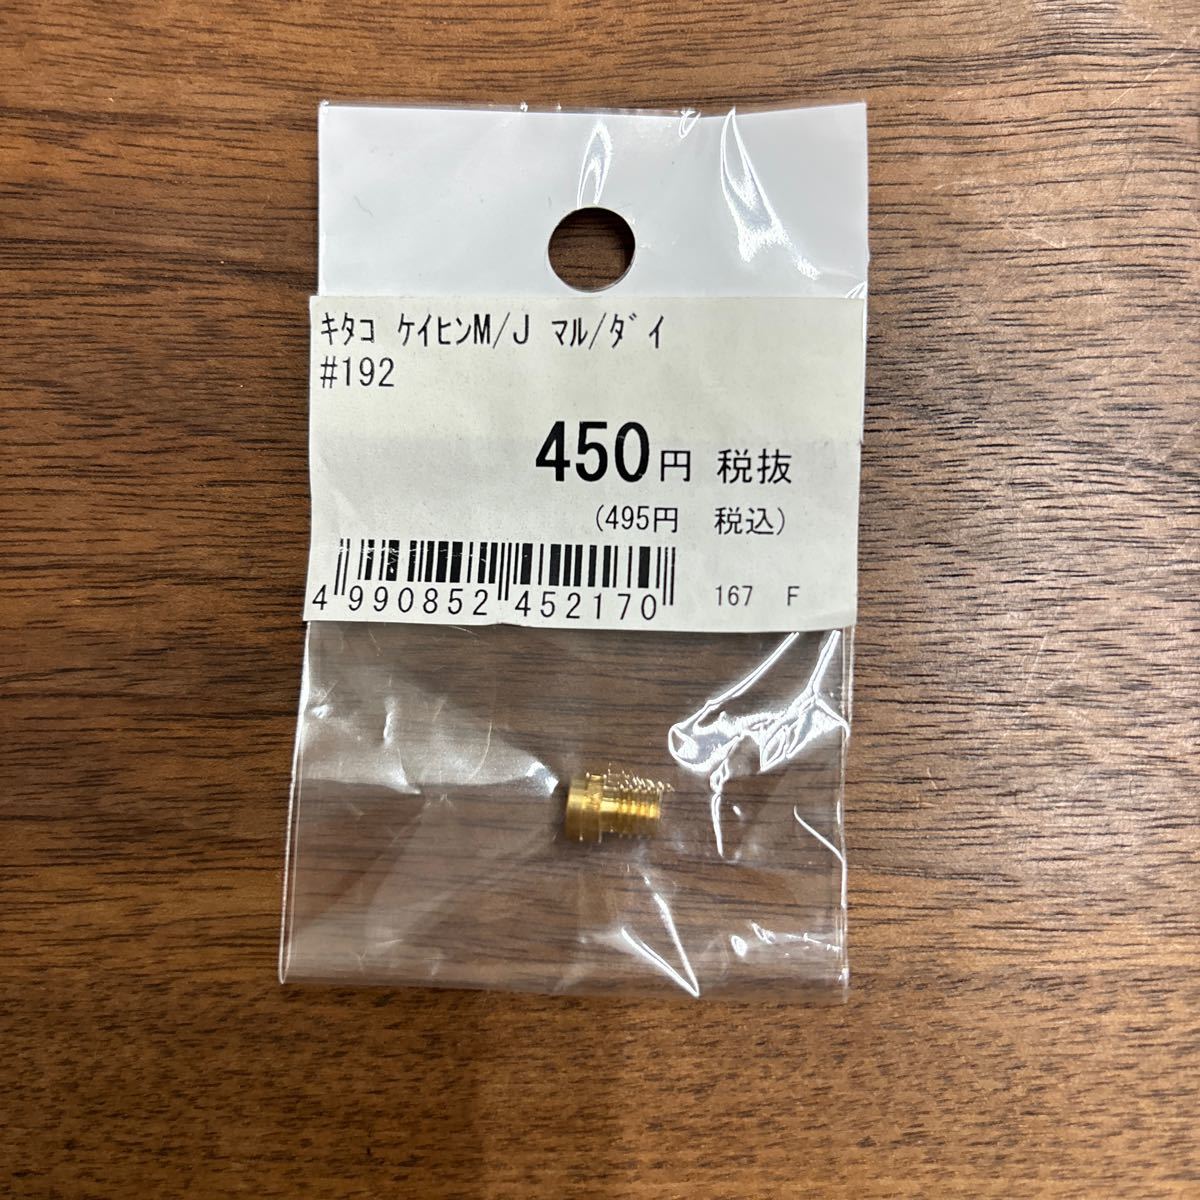 ｷﾀｺ ｹｲﾋﾝM/J ﾏﾙ/ﾀﾞｲ
#192
450円 税抜
(495円 税込)
4 990852 452170
167 F